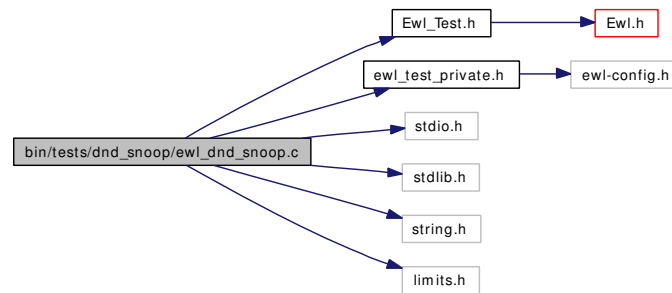 Ewl_Test.h
Ewl.h
ewl_test_private.h
ewl-config.h
stdio.h
bin/tests/dnd_snoop/ewl_dnd_snoop.c
stdlib.h
string.h
limits.h